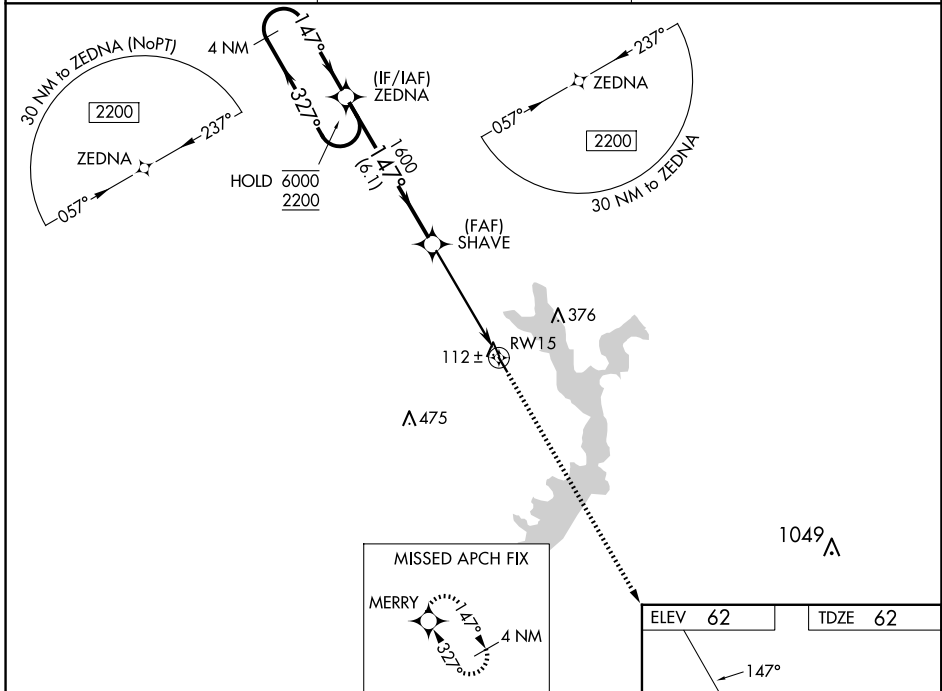 30 NM to ZEDNA (NoPT)
2200
237°
ZEDNA
057°
4 NM
147°
327°
(IF/IAF)
ZEDNA
HOLD 6000
2200
1600
147°
(6.1)
237°
ZEDNA
057°
2200
30 NM to ZEDNA
(FAF)
SHAVE
376
RW15
112 ±
475
1049
MISSED APCH FIX
MERRY
147°
4 NM
327°
ELEV 62
TDZE 62
147°